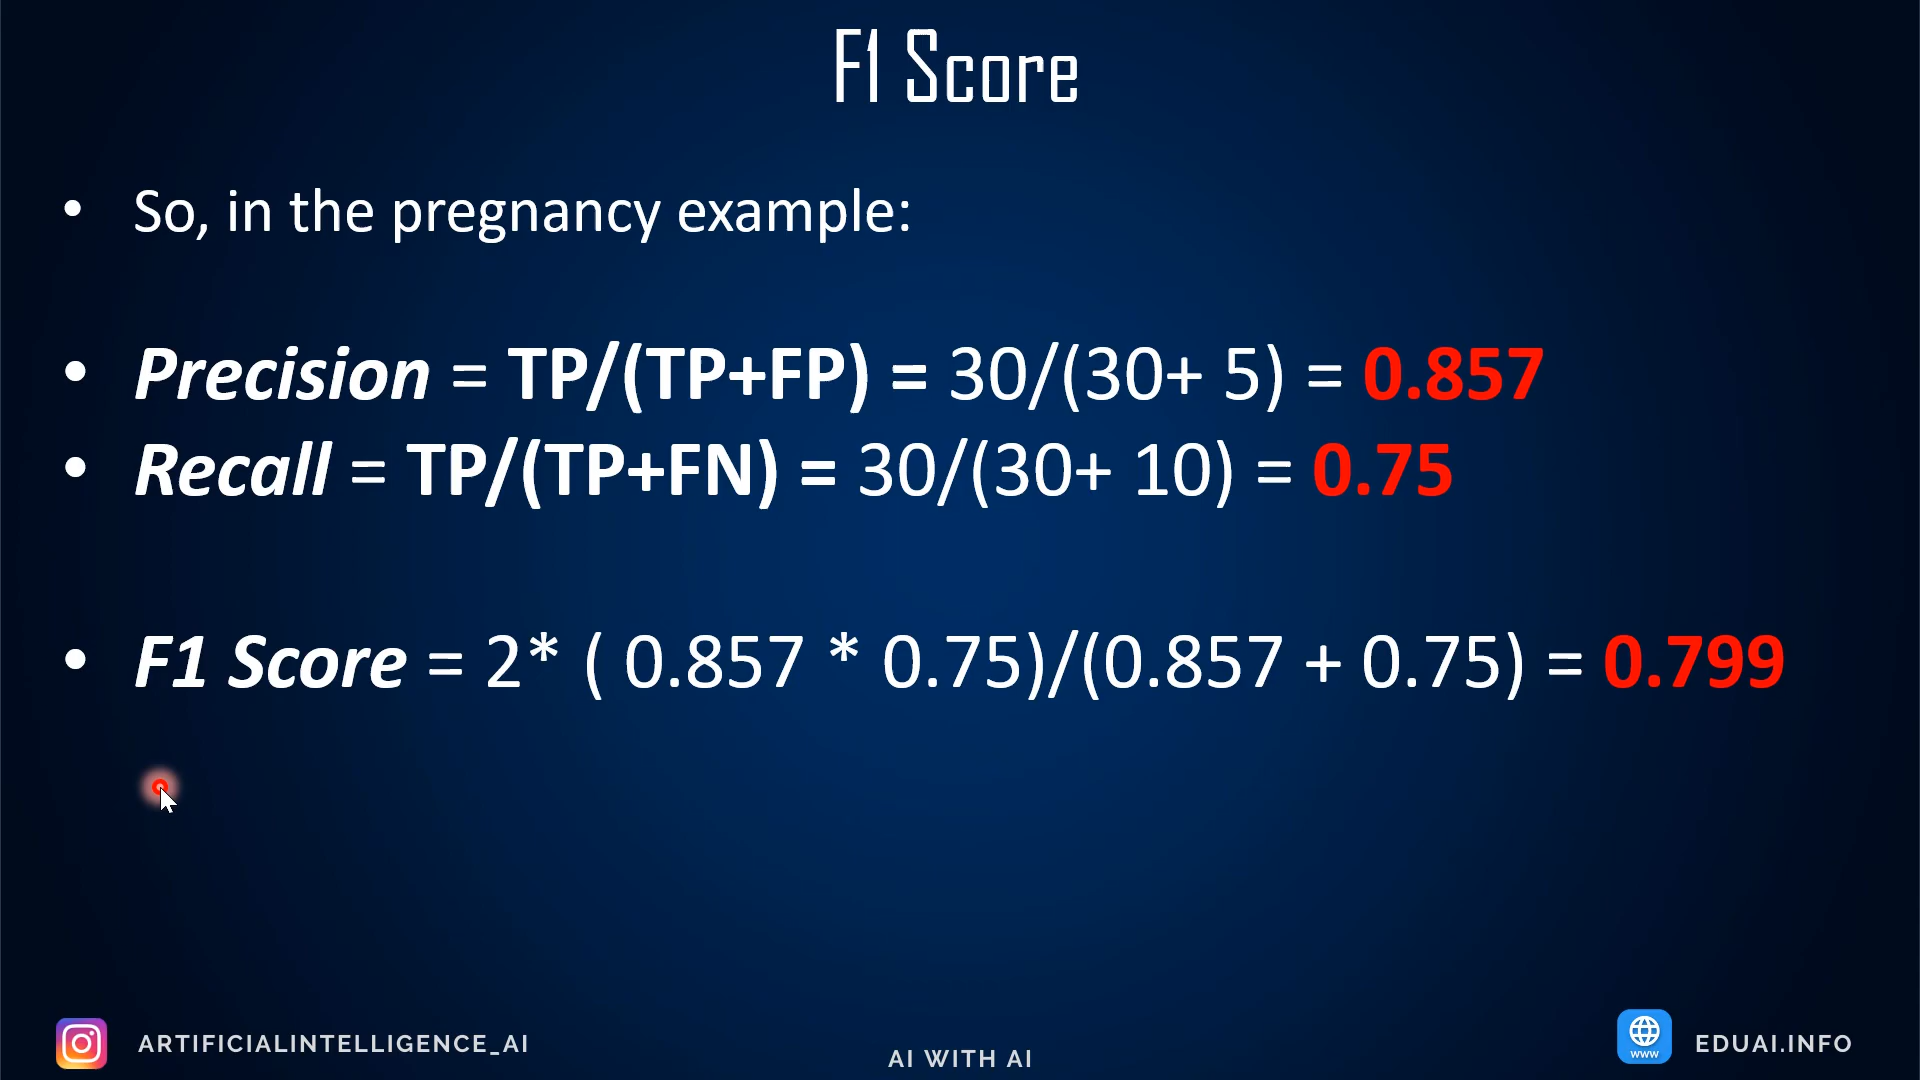 F1 Score
• So, in the pregnancy example:
• Precision = TP/(TP+FP) = 30/(30+ 5) = 0.857
• Recall = TP/(TP+FN) = 30/(30+ 10) = 0.75
• F1 Score = 2* ( 0.857 * 0.75)/(0.857 + 0.75) = 0.799
ARTIFICIALINTELLIGENCE_AI
AI WITH AI
www
EDUAI.INFO